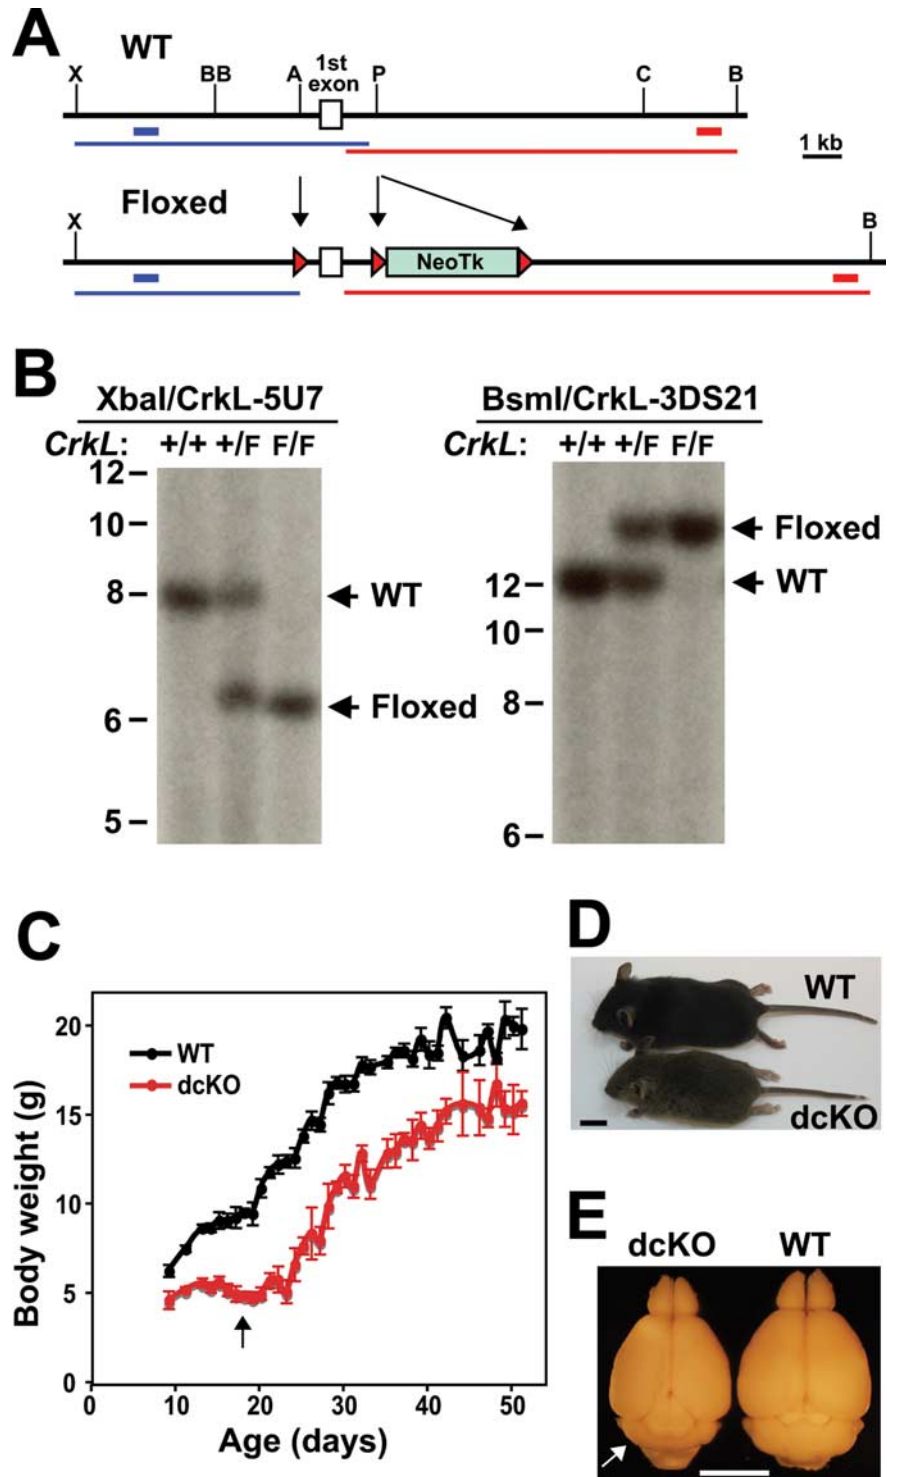 A
WT
X BB A 1st exon P C B
1 kb
Floxed
X B
NeoTk
B
XbaI/CrkL-5U7
CrkL: +/+ +/F F/F
12
10
8
WT
6
Floxed
5
BsmI/CrkL-3DS21
CrkL: +/+ +/F F/F
Floxed
12
WT
10
8
6
C
Body weight (g)
20
15
10
5
0
WT
dcKO
0 10 20 30 40 50
Age (days)
D
WT
dcKO
E
dcKO WT